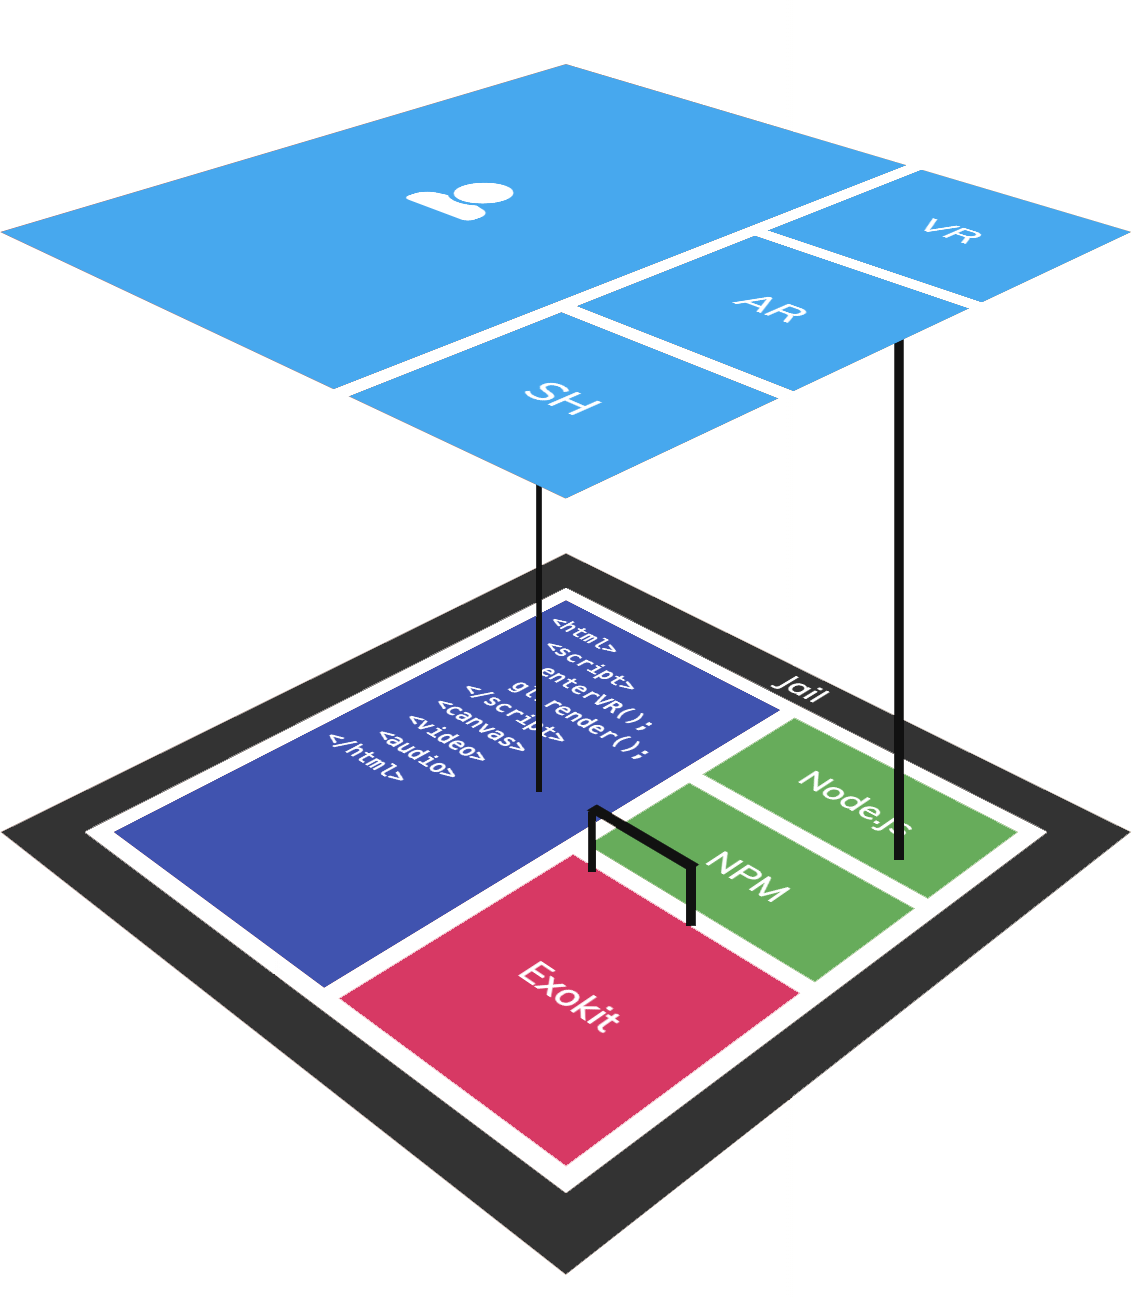 VR
AR
SH
Jail
<html>
<script>
enterVR();
gl.render();
</script>
<canvas>
<video>
<audio>
</html>
Node.js
NPM
Exokit